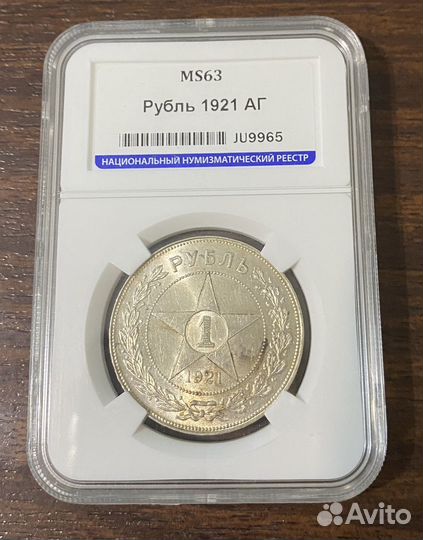 MS63
Рубль 1921 АГ
JU9965
НАЦИОНАЛЬНЫЙ НУМИЗМАТИЧЕСКИЙ РЕЕСТР
РУБЛЬ
1
1921
Avito